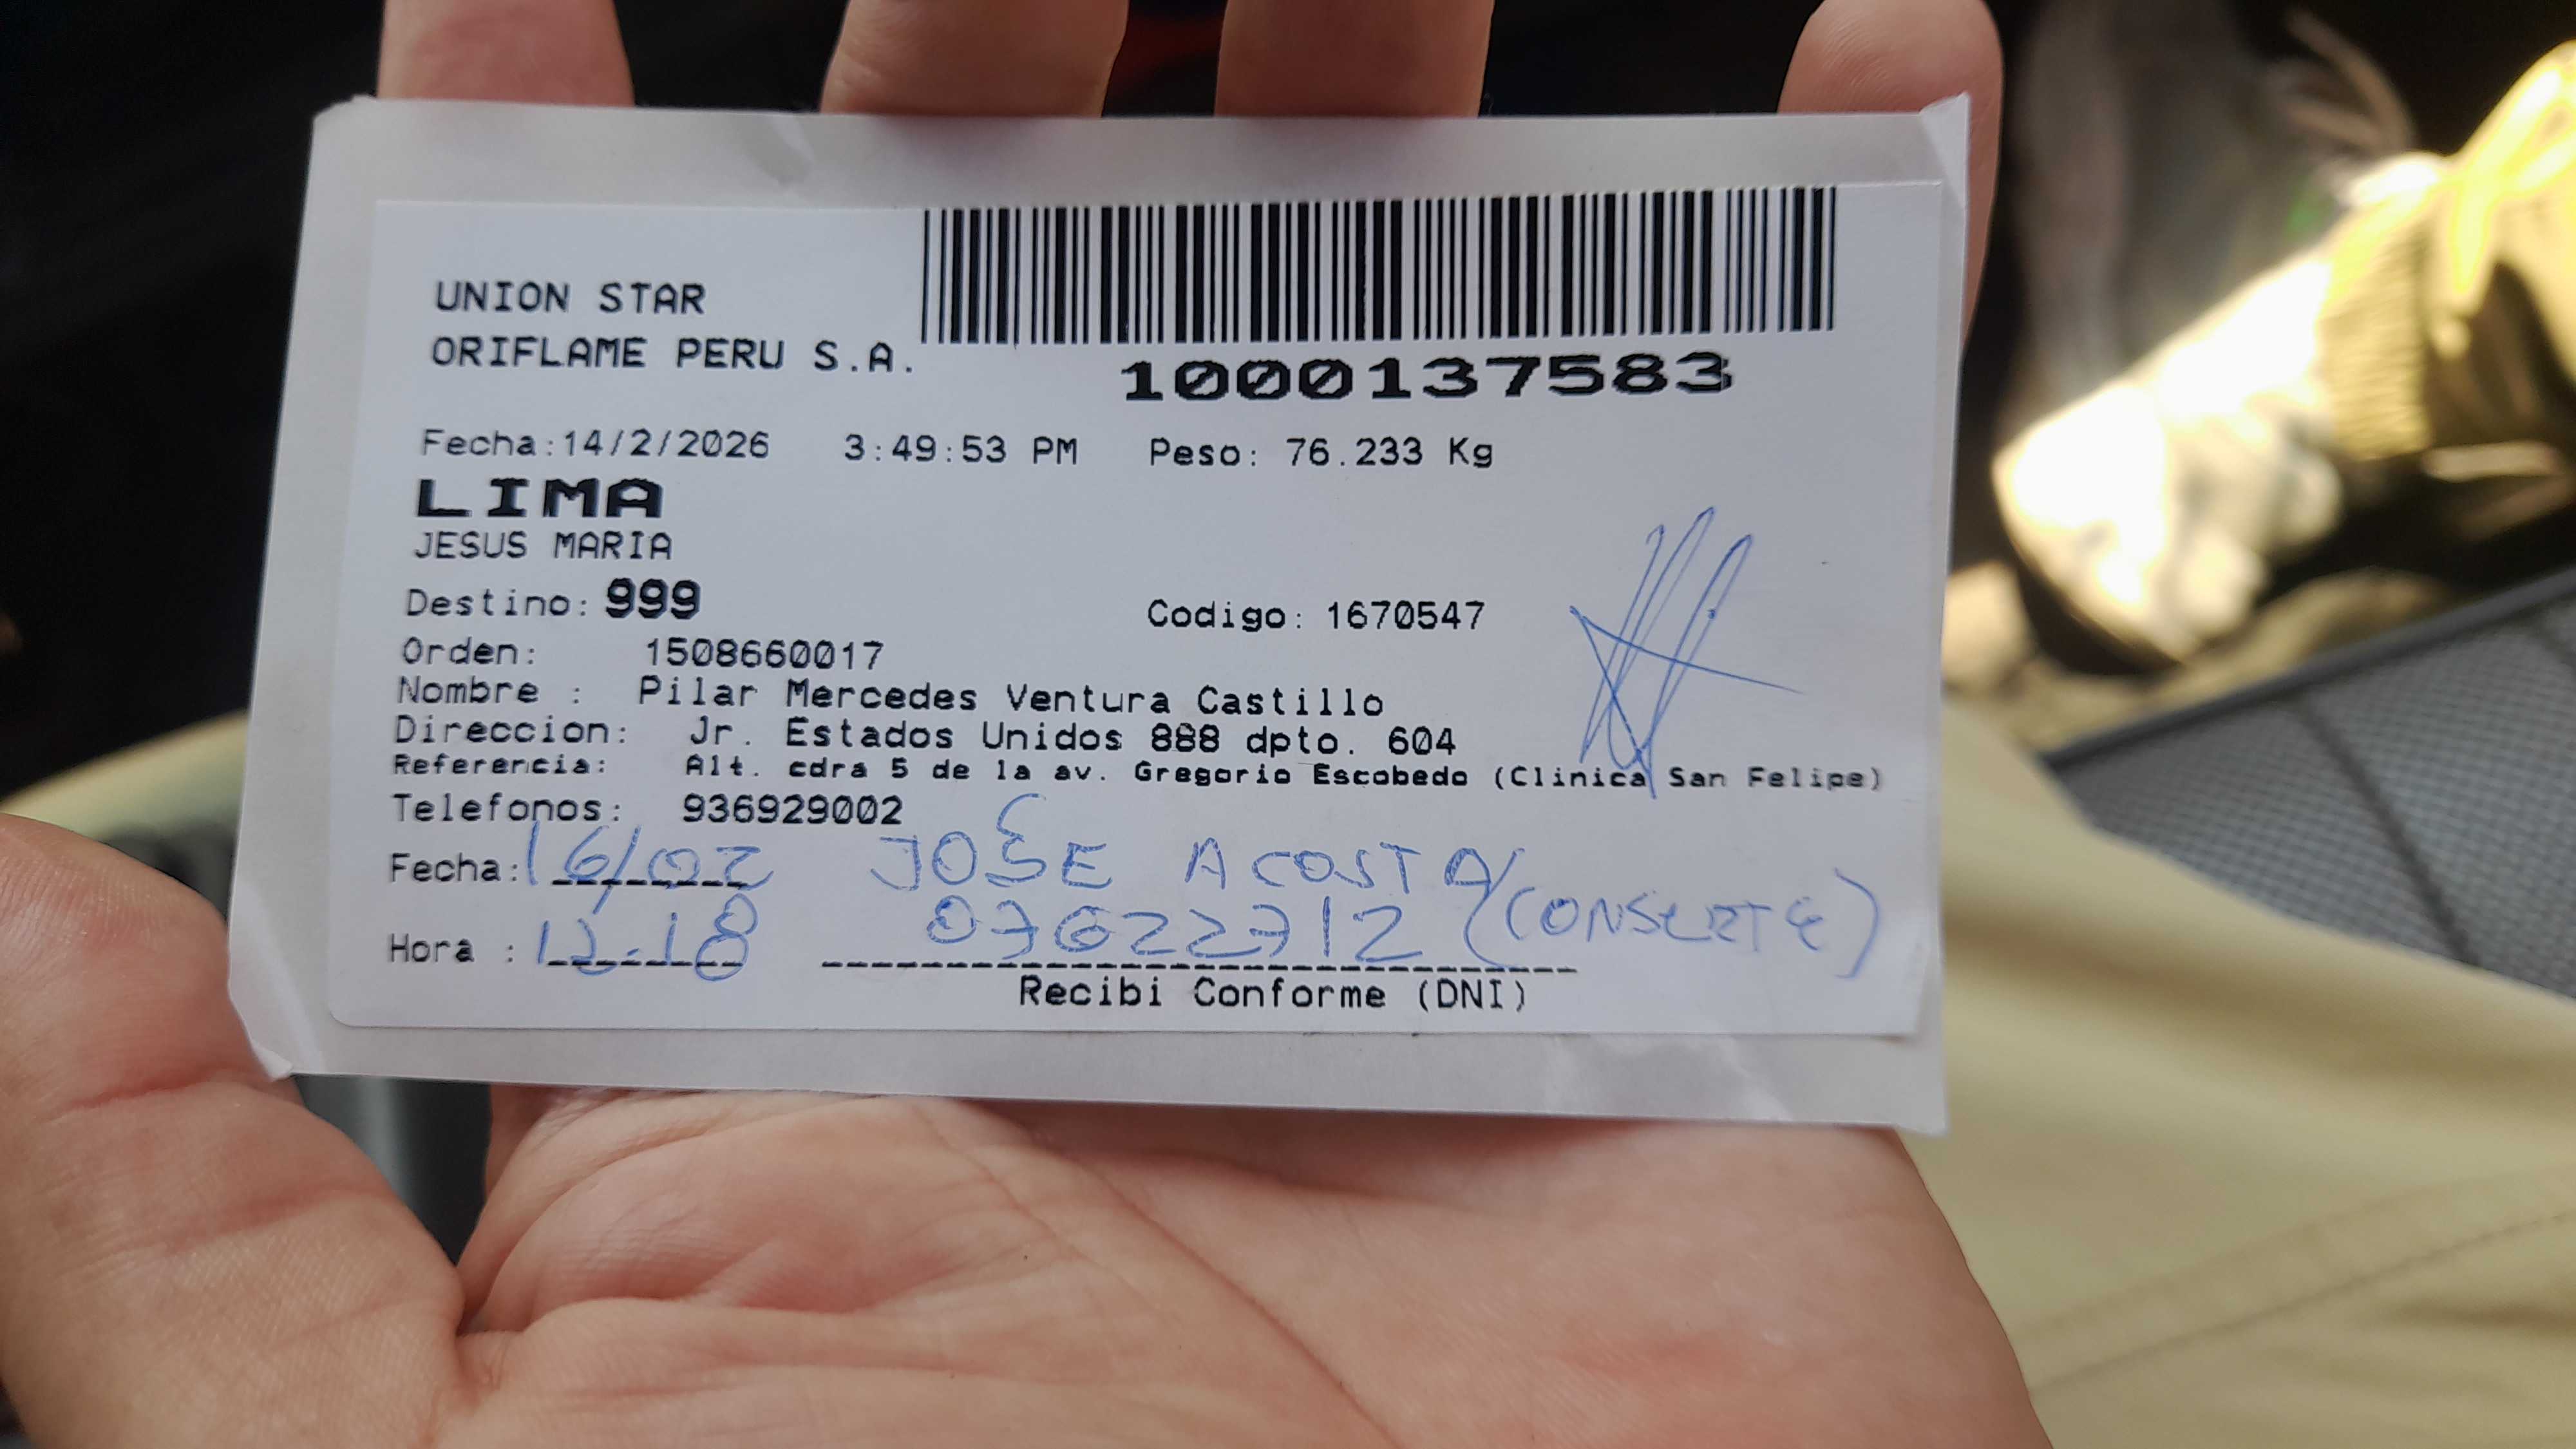 UNION STAR
ORIFLAME PERU S.A.
1000137583
Fecha:14/2/2026 3:49:53 PM Peso: 76.233 Kg
LIMA
JESUS MARIA
Destino: 999 Codigo: 1670547
Orden: 1508660017
Nombre : Pilar Mercedes Ventura Castillo
Direccion: Jr. Estados Unidos 888 dpto. 604
Referencia: Alt. cdra 5 de la av. Gregorio Escobedo (Clinica San Felipe)
Telefonos: 936929002
Fecha: 16/02 JOSE ACOSTA
Hora : 12:18 07622712 (CONSERTE)
Recibi Conforme (DNI)